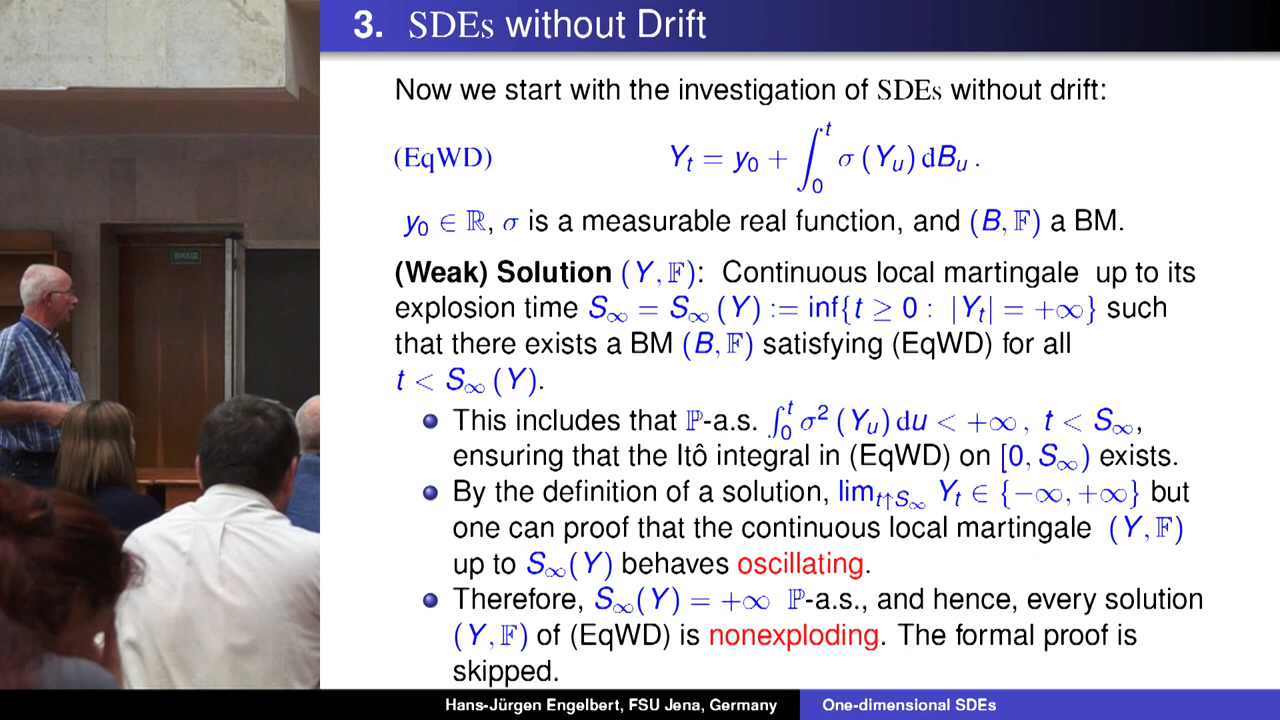 3. SDEs without Drift
Now we start with the investigation of SDEs without drift:
(EqWD) Y_t = y_0 + ∫_0^t σ (Y_u) dB_u .
y_0 ∈ ℝ, σ is a measurable real function, and (B, 𝔽) a BM.
(Weak) Solution (Y, 𝔽): Continuous local martingale up to its
explosion time S_∞ = S_∞ (Y) := inf{t ≥ 0 : |Y_t| = +∞} such
that there exists a BM (B, 𝔽) satisfying (EqWD) for all
t < S_∞ (Y).
• This includes that ℙ-a.s. ∫_0^t σ² (Y_u) du < +∞ , t < S_∞,
ensuring that the Itô integral in (EqWD) on [0, S_∞) exists.
• By the definition of a solution, lim_{t↑S_∞} Y_t ∈ {−∞, +∞} but
one can proof that the continuous local martingale (Y, 𝔽)
up to S_∞(Y) behaves oscillating.
• Therefore, S_∞(Y) = +∞ ℙ-a.s., and hence, every solution
(Y, 𝔽) of (EqWD) is nonexploding. The formal proof is
skipped.
Hans-Jürgen Engelbert, FSU Jena, Germany One-dimensional SDEs
ВИХІД